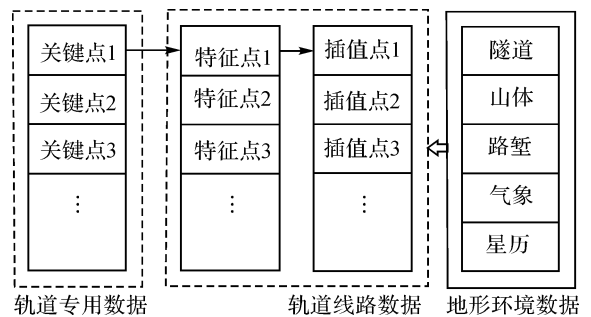 关键点1
关键点2
关键点3
⋮
轨道专用数据
特征点1
特征点2
特征点3
⋮
插值点1
插值点2
插值点3
⋮
轨道线路数据
隧道
山体
路堑
气象
星历
地形环境数据